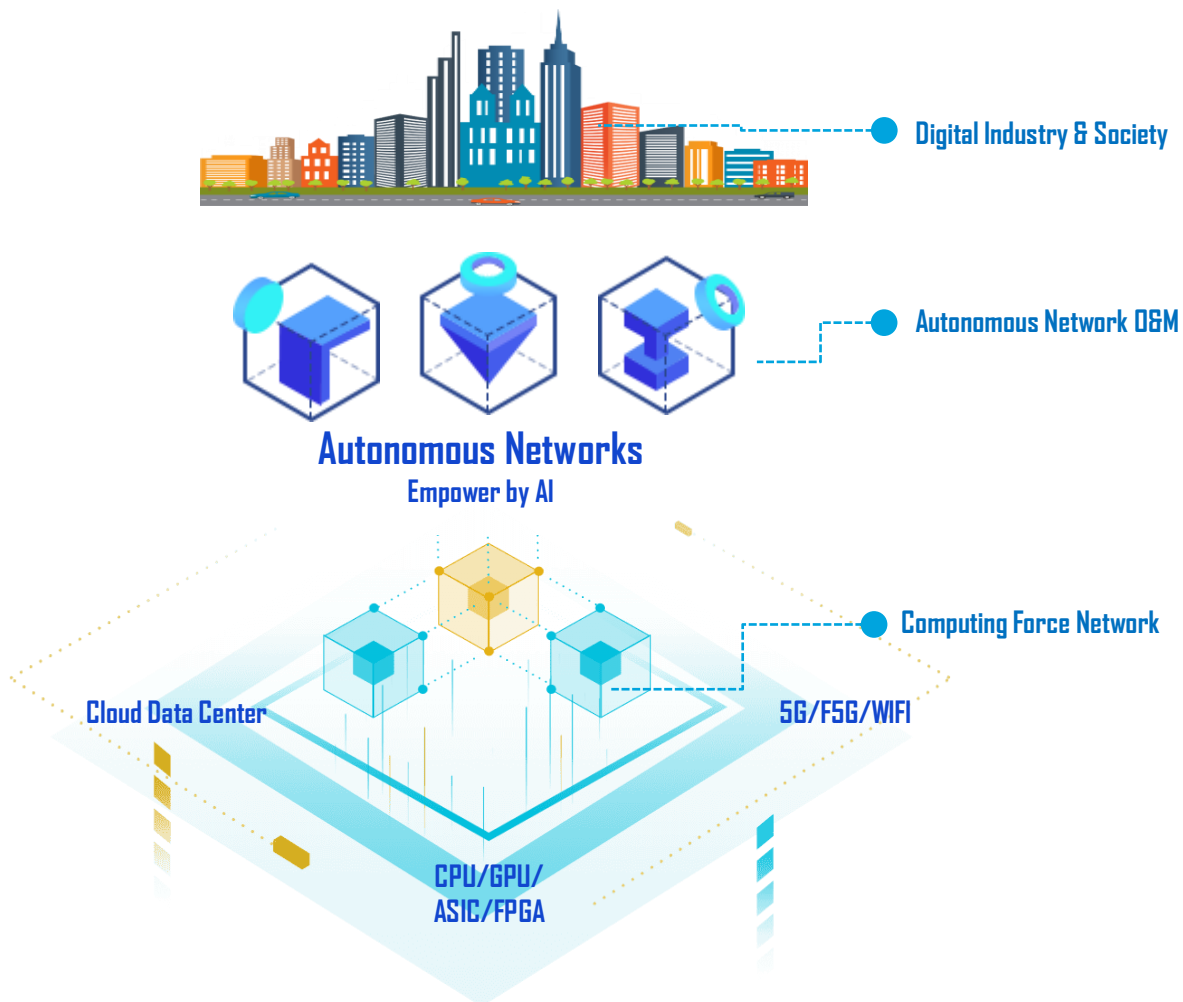 Digital Industry & Society
Autonomous Network O&M
Autonomous Networks
Empower by AI
Computing Force Network
Cloud Data Center
5G/F5G/WIFI
CPU/GPU/
ASIC/FPGA